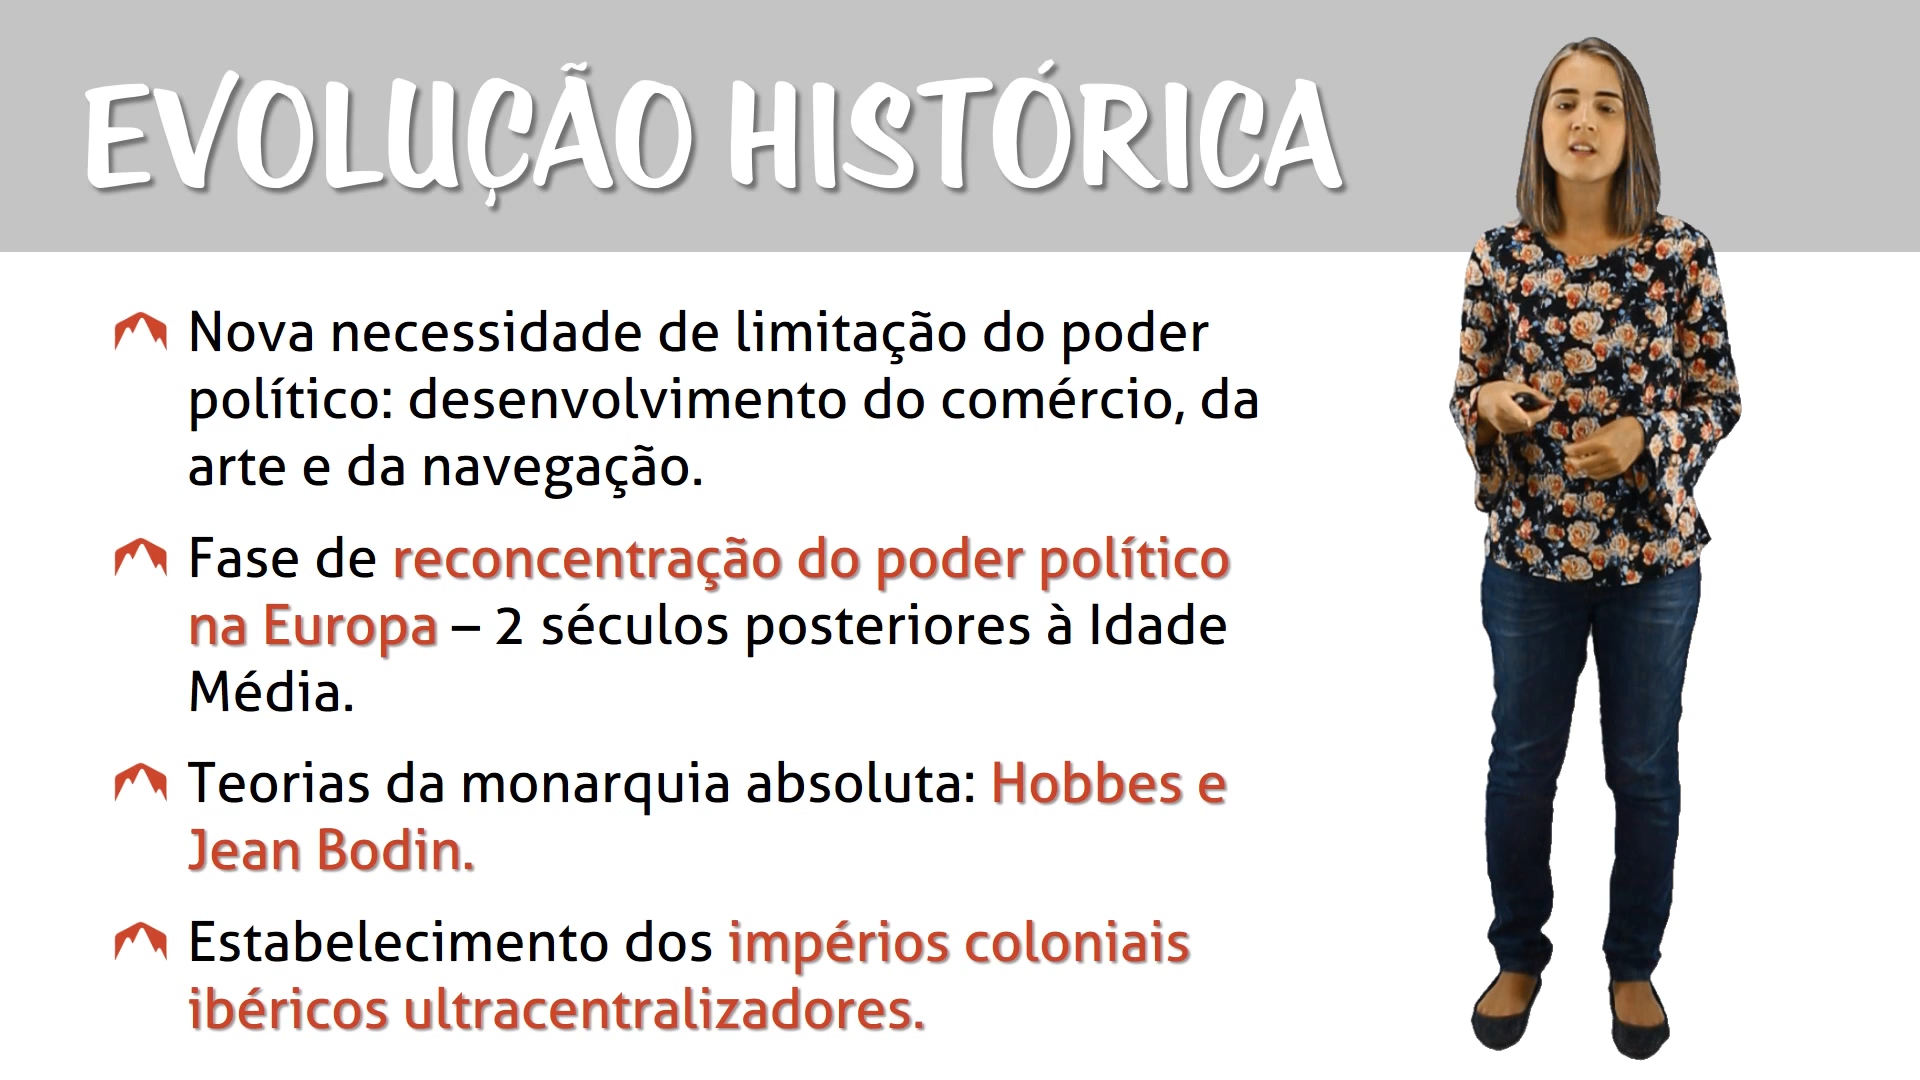 EVOLUÇÃO HISTÓRICA
Nova necessidade de limitação do poder
político: desenvolvimento do comércio, da
arte e da navegação.
Fase de reconcentração do poder político
na Europa – 2 séculos posteriores à Idade
Média.
Teorias da monarquia absoluta: Hobbes e
Jean Bodin.
Estabelecimento dos impérios coloniais
ibéricos ultracentralizadores.